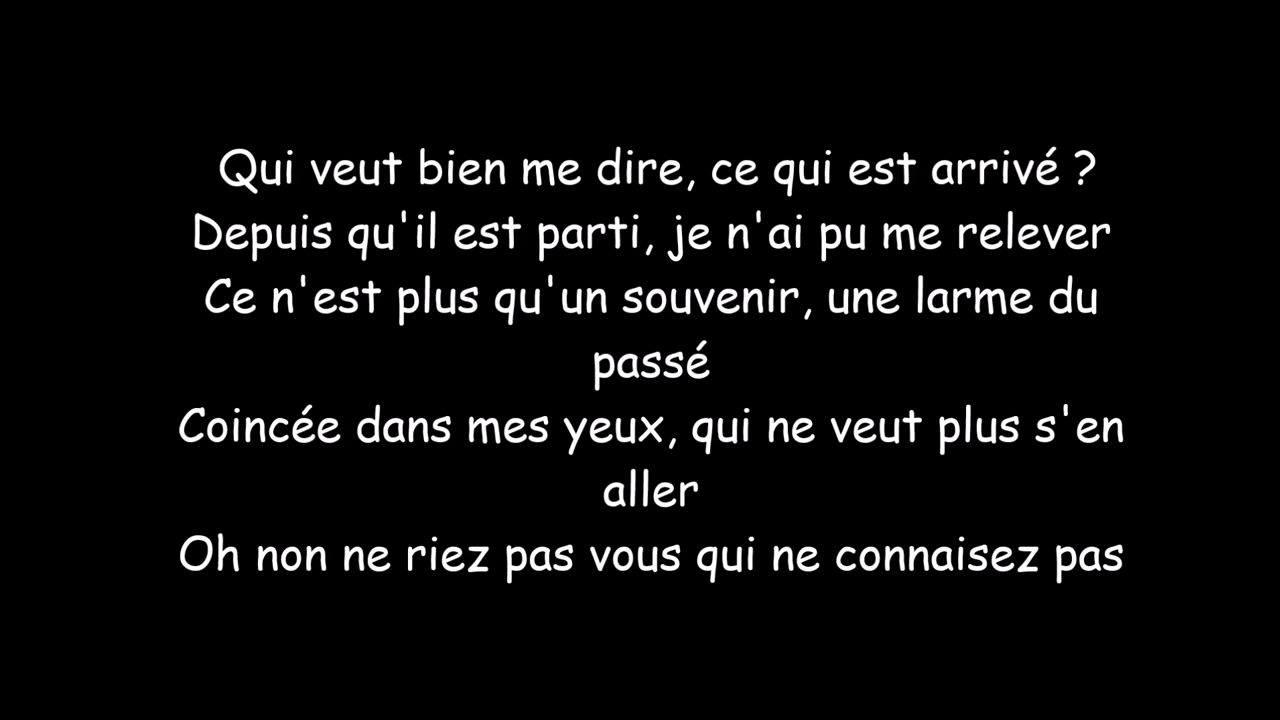 Qui veut bien me dire, ce qui est arrivé ?
Depuis qu'il est parti, je n'ai pu me relever
Ce n'est plus qu'un souvenir, une larme du
passé
Coincée dans mes yeux, qui ne veut plus s'en
aller
Oh non ne riez pas vous qui ne connaisez pas